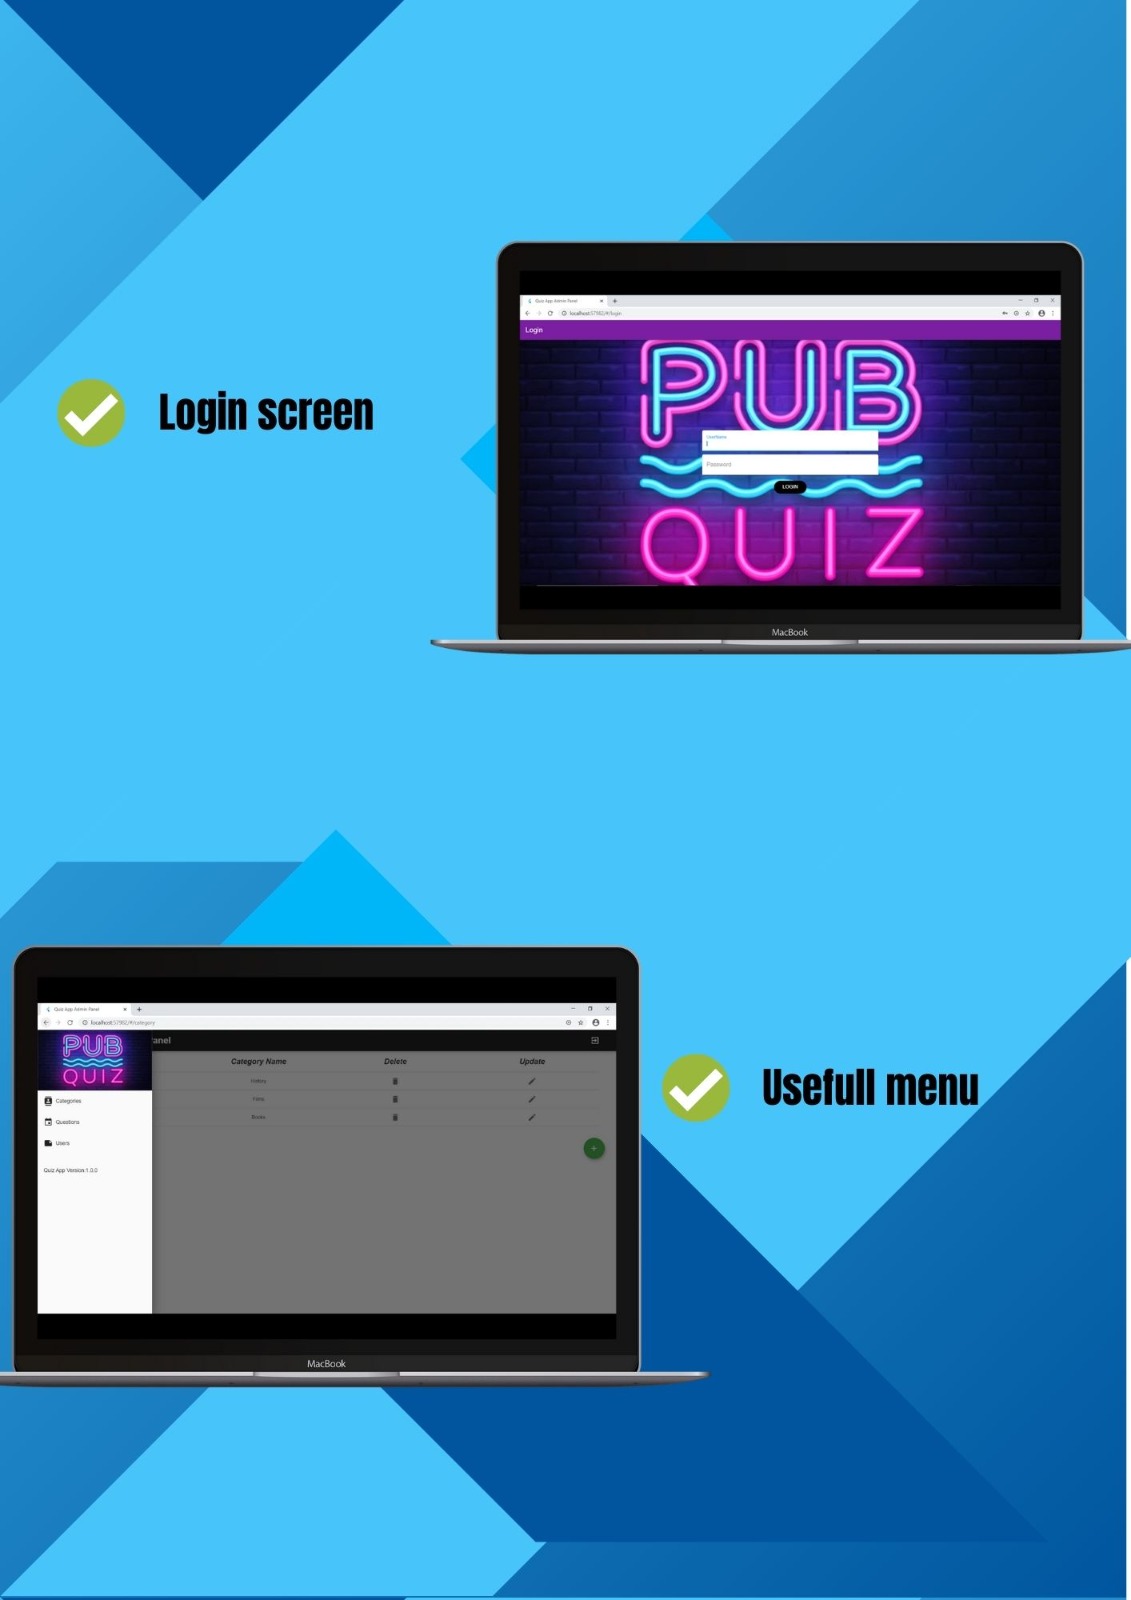 Quiz App Admin Panel
localhost:57982/#/login
Login
PUB
UserName
Password
LOGIN
QUIZ
Login screen
MacBook
Quiz App Admin Panel
localhost:57982/#/category
PUB
QUIZ
anel
Category Name Delete Update
History
Films
Books
Categories
Questions
Users
Quiz App Version 1.0.0
Usefull menu
MacBook